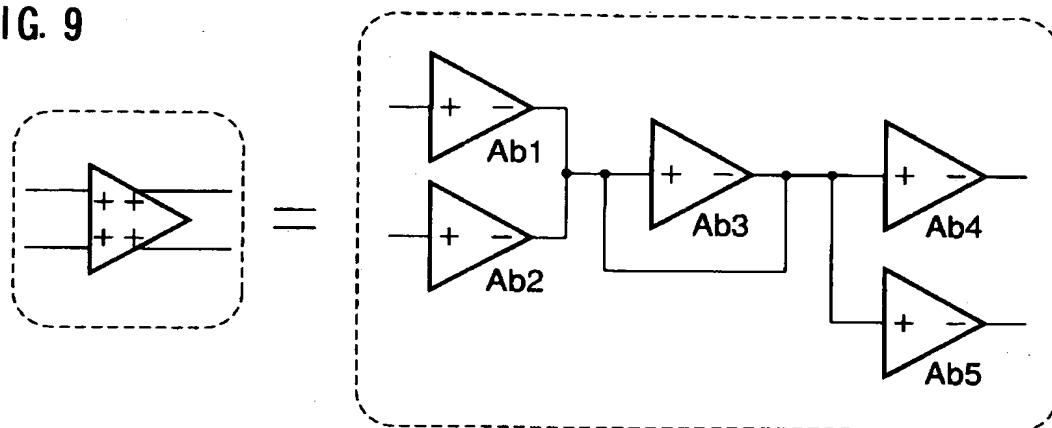 IG. 9
+ -
Ab1
+ -
Ab2
+ +
+ +
=
+ -
Ab3
+ -
Ab4
+ -
Ab5